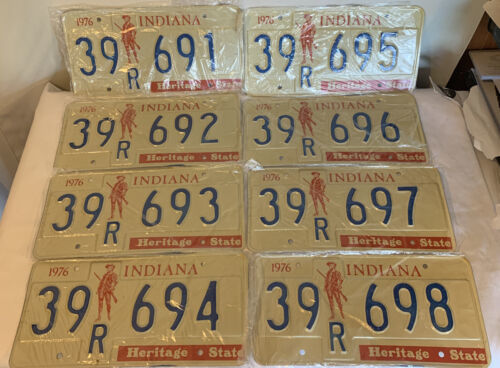 1976 INDIANA
39 R 691
Heritage State
1976 INDIANA
39 R 695
Heritage State
1976 INDIANA
39 R 692
Heritage State
1976 INDIANA
39 R 696
Heritage State
1976 INDIANA
39 R 693
Heritage State
1976 INDIANA
39 R 697
Heritage State
1976 INDIANA
39 R 694
Heritage State
1976 INDIANA
39 R 698
Heritage State